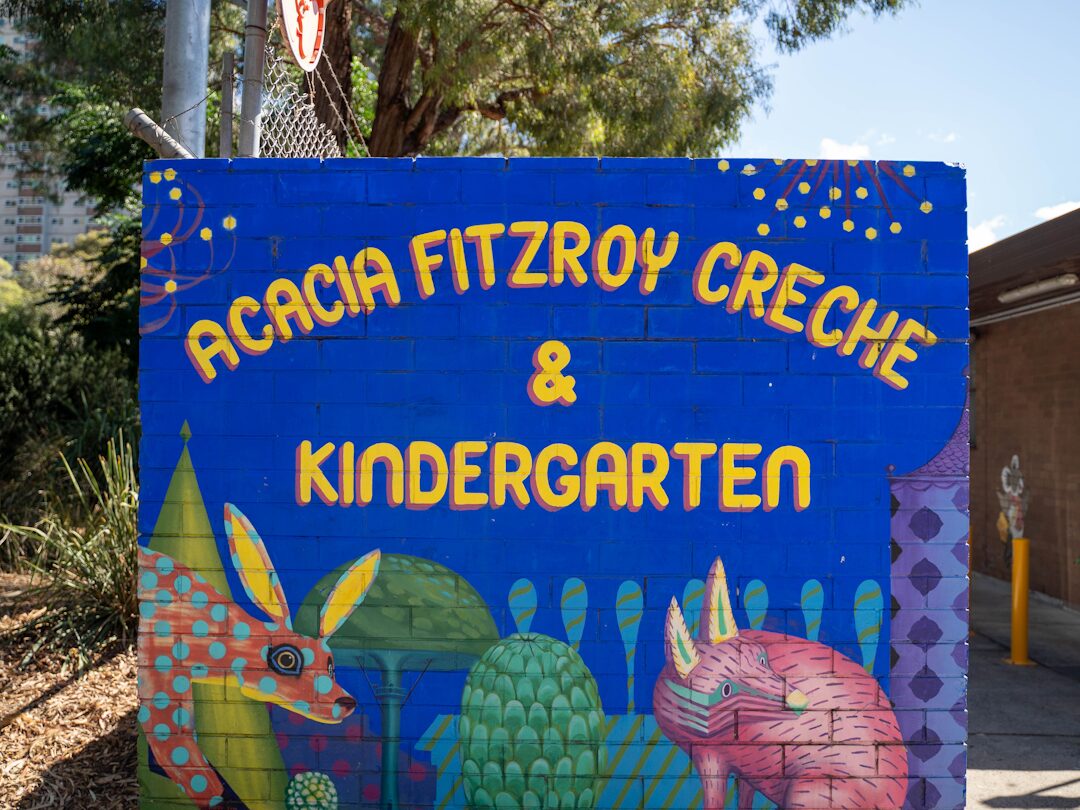 ACACIA FITZROY CRECHE
&
KINDERGARTEN